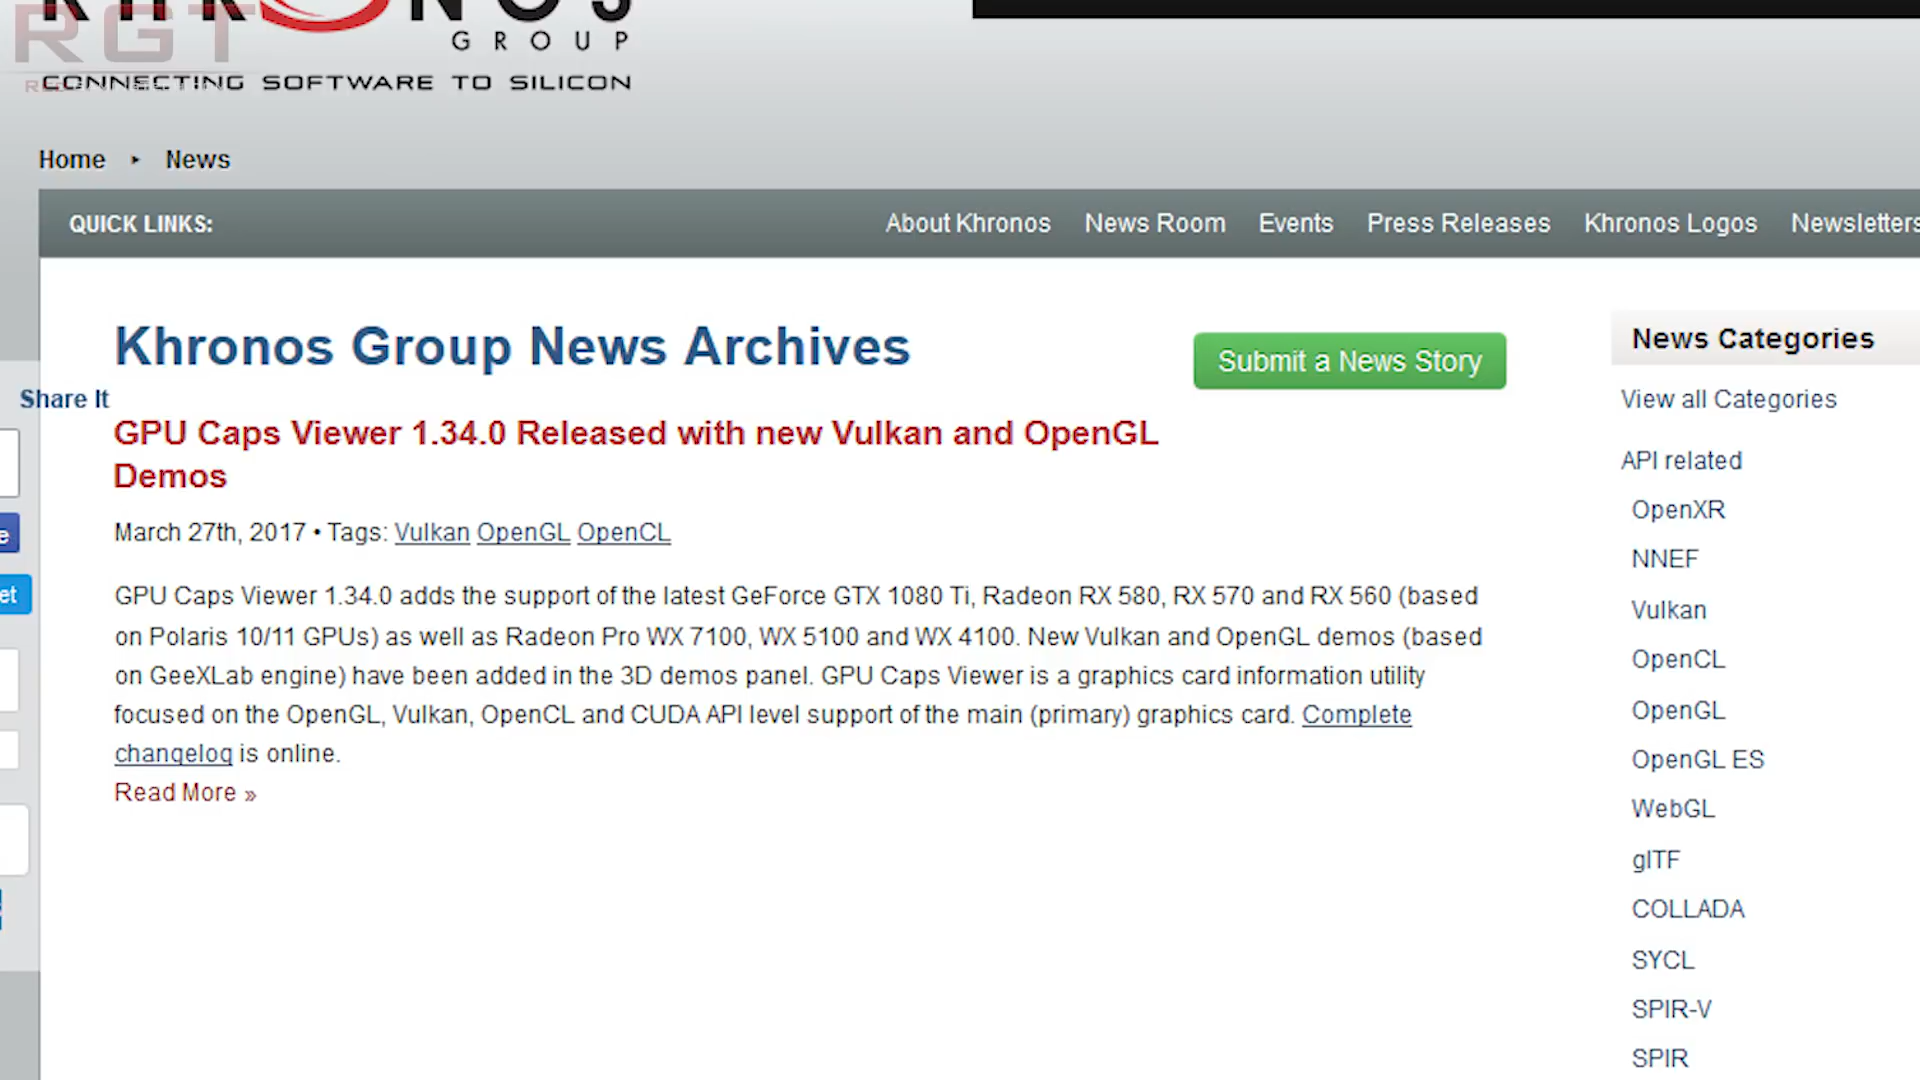 RGT
KHRONOS
GROUP
CONNECTING SOFTWARE TO SILICON
Home ▸ News
QUICK LINKS:
About Khronos News Room Events Press Releases Khronos Logos Newsletters
Khronos Group News Archives
Submit a News Story
Share It
GPU Caps Viewer 1.34.0 Released with new Vulkan and OpenGL
Demos
March 27th, 2017 • Tags: Vulkan OpenGL OpenCL
GPU Caps Viewer 1.34.0 adds the support of the latest GeForce GTX 1080 Ti, Radeon RX 580, RX 570 and RX 560 (based
on Polaris 10/11 GPUs) as well as Radeon Pro WX 7100, WX 5100 and WX 4100. New Vulkan and OpenGL demos (based
on GeeXLab engine) have been added in the 3D demos panel. GPU Caps Viewer is a graphics card information utility
focused on the OpenGL, Vulkan, OpenCL and CUDA API level support of the main (primary) graphics card. Complete
changelog is online.
Read More »
e
et
News Categories
View all Categories
API related
OpenXR
NNEF
Vulkan
OpenCL
OpenGL
OpenGL ES
WebGL
glTF
COLLADA
SYCL
SPIR-V
SPIR